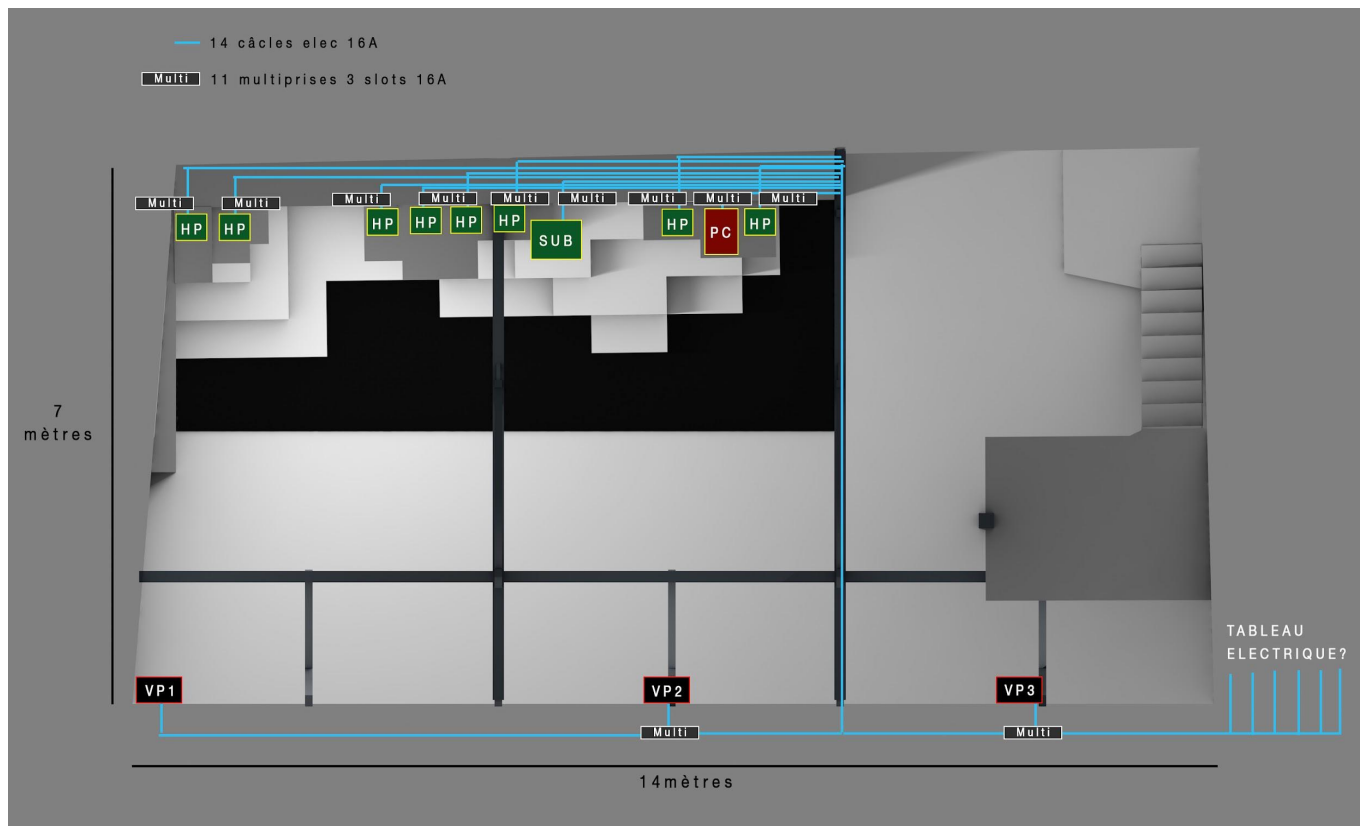 14 câcles elec 16A
Multi 11 multiprises 3 slots 16A
Multi Multi Multi Multi Multi Multi Multi Multi Multi
HP HP HP HP HP HP SUB HP PC HP
7
mètres
TABLEAU
ELECTRIQUE?
VP1 VP2 VP3
Multi Multi
14mètres